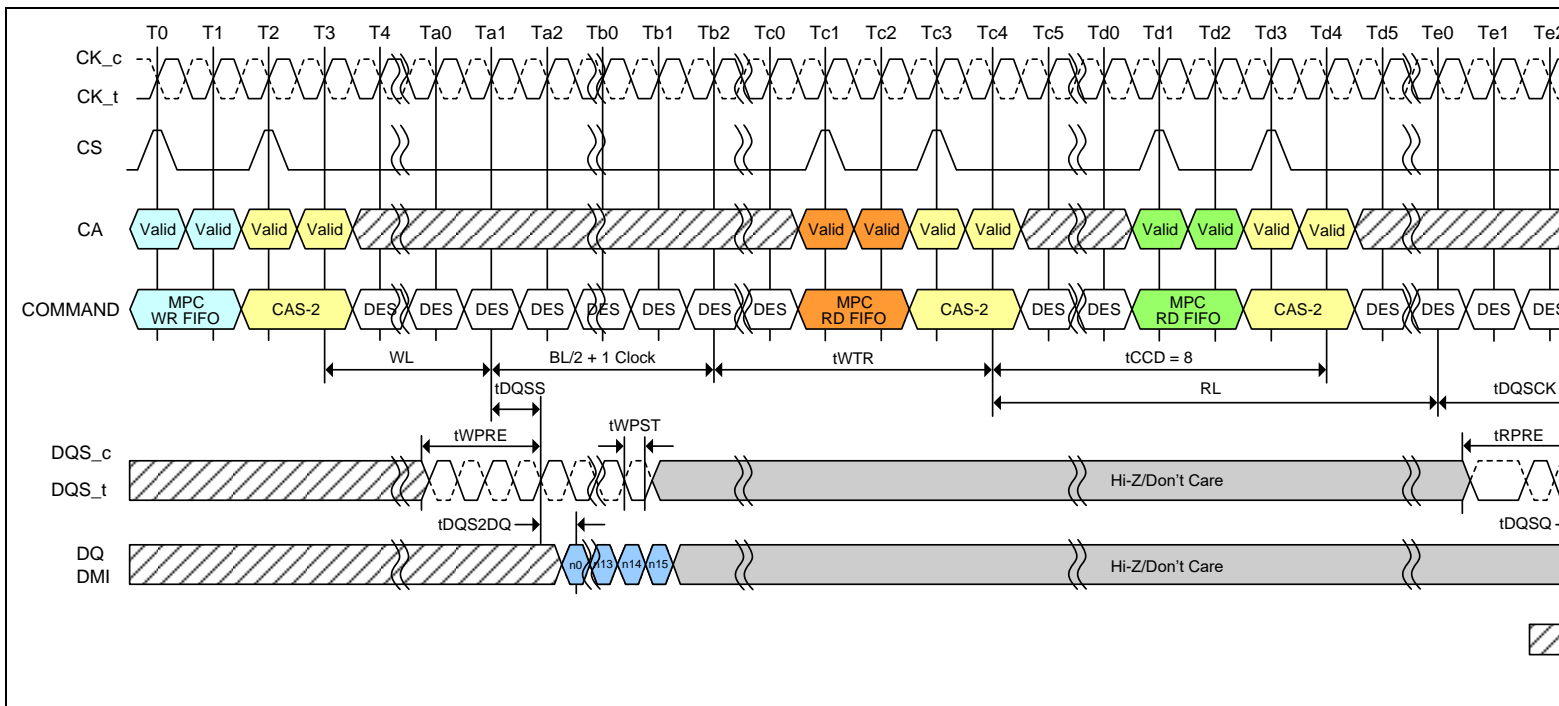 T0 T1 T2 T3 T4 Ta0 Ta1 Ta2 Tb0 Tb1 Tb2 Tc0 Tc1 Tc2 Tc3 Tc4 Tc5 Td0 Td1 Td2 Td3 Td4 Td5 Te0 Te1 Te2
CK_c
CK_t
CS
CA Valid Valid Valid Valid Valid Valid Valid Valid Valid Valid Valid Valid
COMMAND MPC WR FIFO CAS-2 DES DES DES DES DES DES DES DES MPC RD FIFO CAS-2 DES DES MPC RD FIFO CAS-2 DES DES DES DES
WL BL/2 + 1 Clock tWTR tCCD = 8
tDQSS RL tDQSCK
tWPRE tWPST tRPRE
DQS_c
DQS_t Hi-Z/Don't Care
tDQS2DQ tDQSQ
DQ
DMI n0 n13 n14 n15 Hi-Z/Don't Care